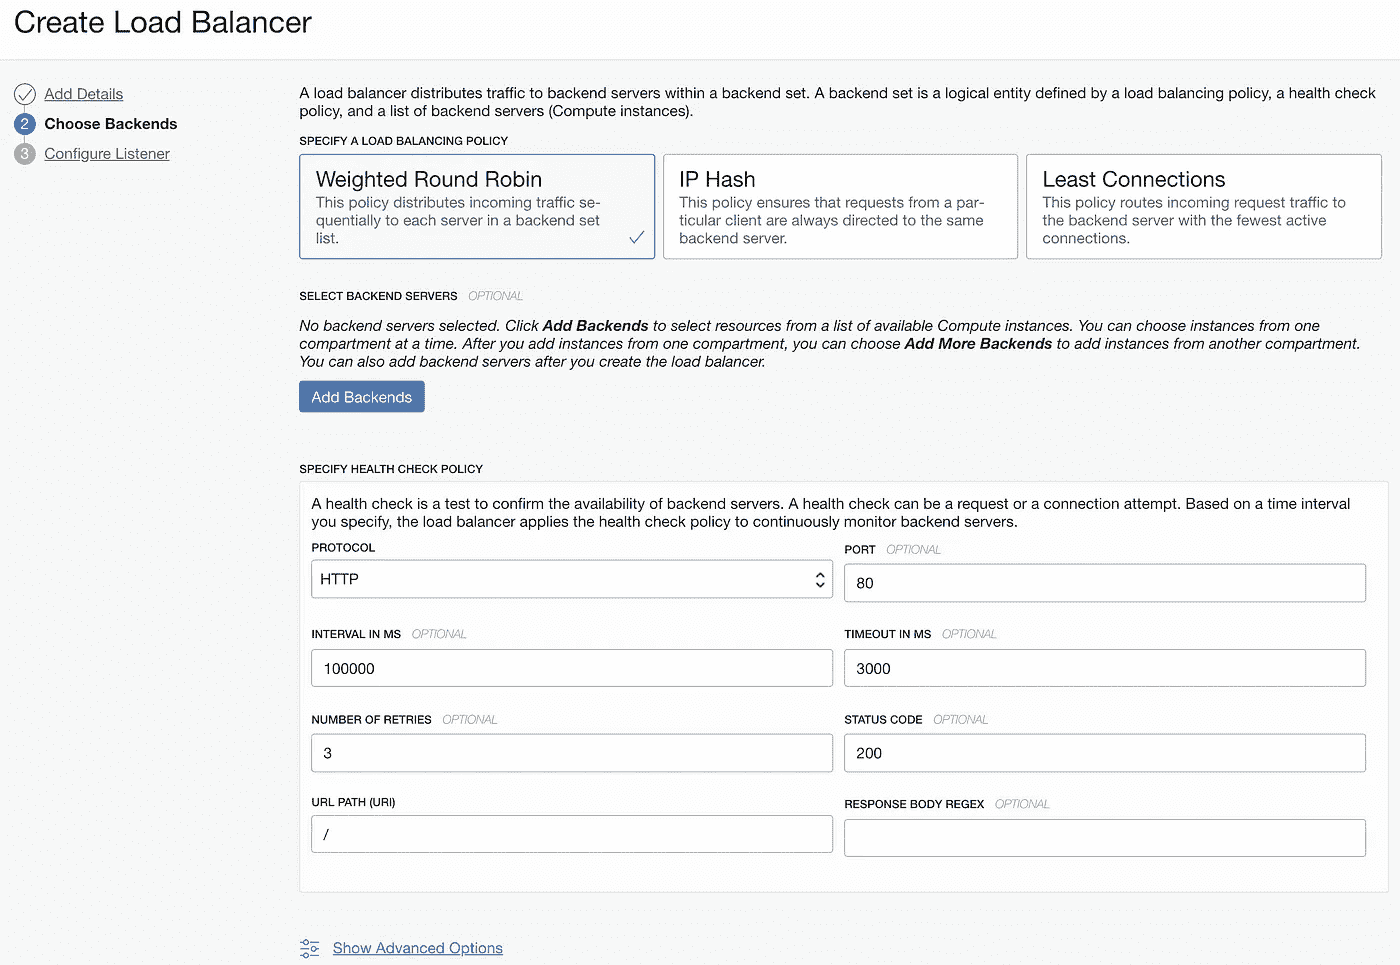 Create Load Balancer
Add Details
2 Choose Backends
3 Configure Listener
A load balancer distributes traffic to backend servers within a backend set. A backend set is a logical entity defined by a load balancing policy, a health check
policy, and a list of backend servers (Compute instances).
SPECIFY A LOAD BALANCING POLICY
Weighted Round Robin
This policy distributes incoming traffic se-
quentially to each server in a backend set
list.
IP Hash
This policy ensures that requests from a par-
ticular client are always directed to the same
backend server.
Least Connections
This policy routes incoming request traffic to
the backend server with the fewest active
connections.
SELECT BACKEND SERVERS OPTIONAL
No backend servers selected. Click Add Backends to select resources from a list of available Compute instances. You can choose instances from one
compartment at a time. After you add instances from one compartment, you can choose Add More Backends to add instances from another compartment.
You can also add backend servers after you create the load balancer.
Add Backends
SPECIFY HEALTH CHECK POLICY
A health check is a test to confirm the availability of backend servers. A health check can be a request or a connection attempt. Based on a time interval
you specify, the load balancer applies the health check policy to continuously monitor backend servers.
PROTOCOL
HTTP
PORT OPTIONAL
80
INTERVAL IN MS OPTIONAL
100000
TIMEOUT IN MS OPTIONAL
3000
NUMBER OF RETRIES OPTIONAL
3
STATUS CODE OPTIONAL
200
URL PATH (URI)
/
RESPONSE BODY REGEX OPTIONAL
Show Advanced Options